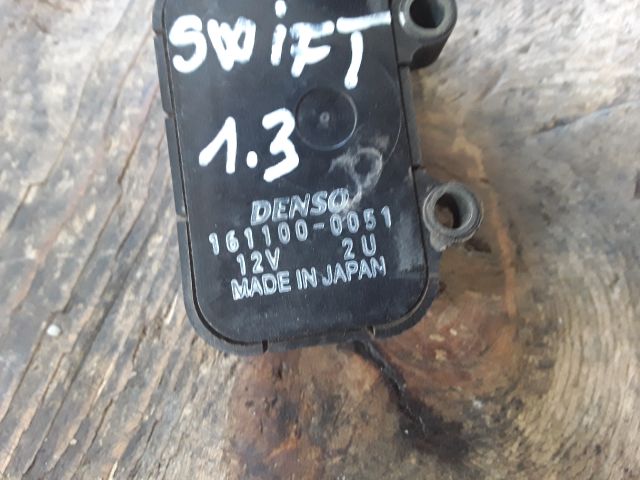 SWiFT
1.3
DENSO
161100-0051
12V 2U
MADE IN JAPAN